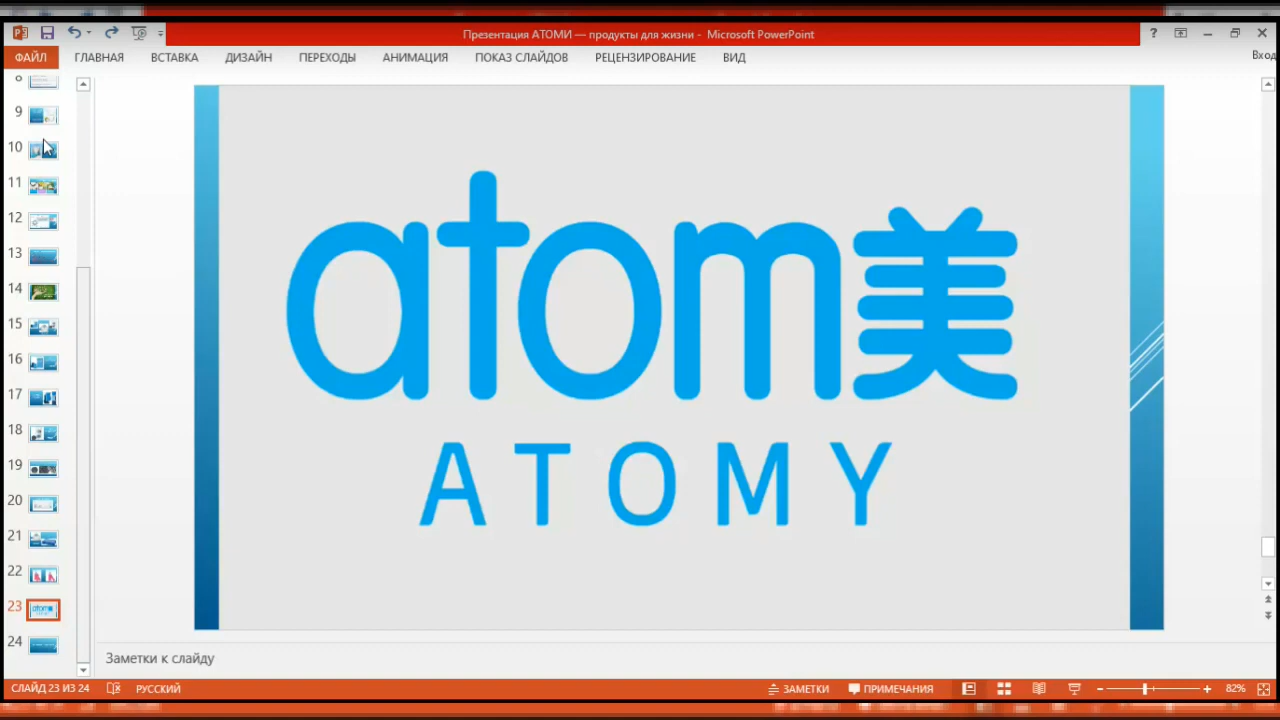 Презентация АТОМИ — продукты для жизни - Microsoft PowerPoint
?
Вход
ФАЙЛ ГЛАВНАЯ ВСТАВКА ДИЗАЙН ПЕРЕХОДЫ АНИМАЦИЯ ПОКАЗ СЛАЙДОВ РЕЦЕНЗИРОВАНИЕ ВИД
8
9
10
11
12
13
14
15
16
17
18
19
20
21
22
23
24
atom美
ATOMY
Заметки к слайду
СЛАЙД 23 ИЗ 24 РУССКИЙ ЗАМЕТКИ ПРИМЕЧАНИЯ 82%